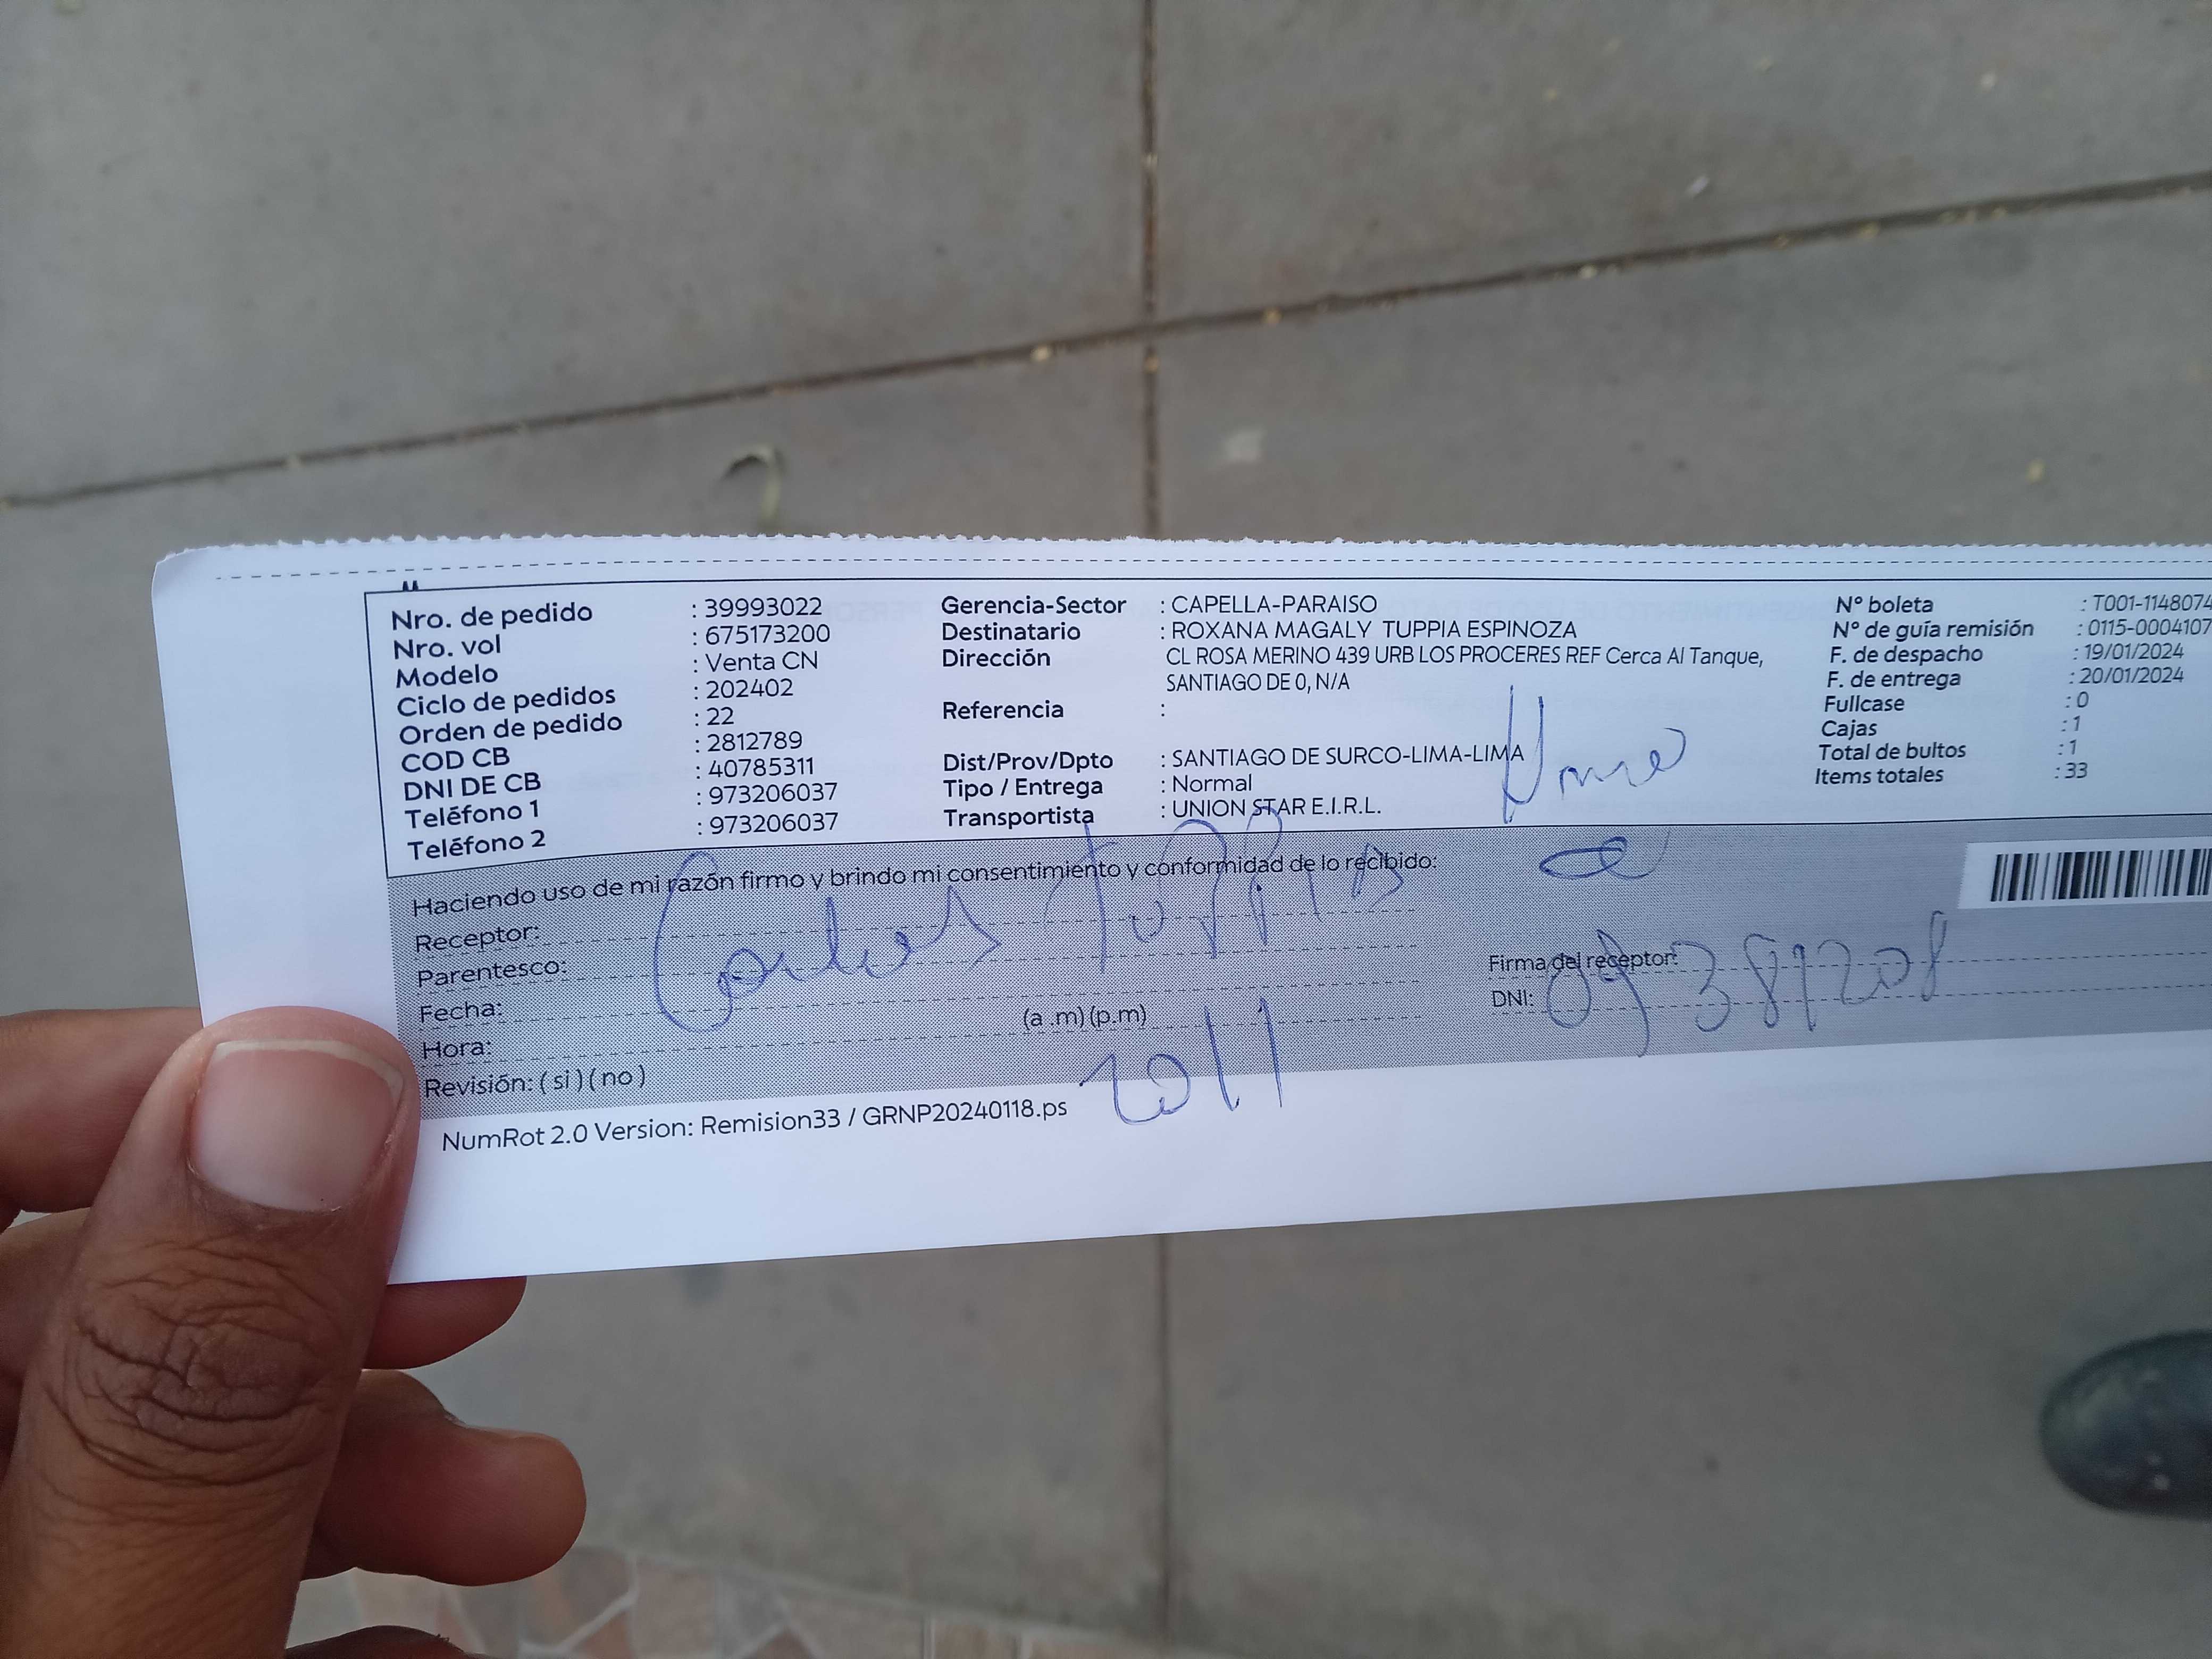 Nro. de pedido : 39993022
Nro. vol : 675173200
Modelo : Venta CN
Ciclo de pedidos : 202402
Orden de pedido : 22
COD CB : 2812789
DNI DE CB : 40785311
Teléfono 1 : 973206037
Teléfono 2 : 973206037
Gerencia-Sector : CAPELLA-PARAISO
Destinatario : ROXANA MAGALY TUPPIA ESPINOZA
Dirección CL ROSA MERINO 439 URB LOS PROCERES REF Cerca Al Tanque,
SANTIAGO DE 0, N/A
Referencia :
Dist/Prov/Dpto : SANTIAGO DE SURCO-LIMA-LIMA
Tipo / Entrega : Normal
Transportista : UNION STAR E.I.R.L.
N° boleta : T001-1148074
N° de guía remisión : 0115-0004107
F. de despacho : 19/01/2024
F. de entrega : 20/01/2024
Fullcase : 0
Cajas : 1
Total de bultos : 1
Items totales : 33
Haciendo uso de mi razón firmo y brindo mi consentimiento y conformidad de lo recibido:
Receptor:
Carlos Tuppia
Parentesco:
Fecha:
Hora: (a .m) (p.m)
Revisión: ( si ) ( no )
20/1
Firma del receptor:
DNI: 09381208
NumRot 2.0 Version: Remision33 / GRNP20240118.ps